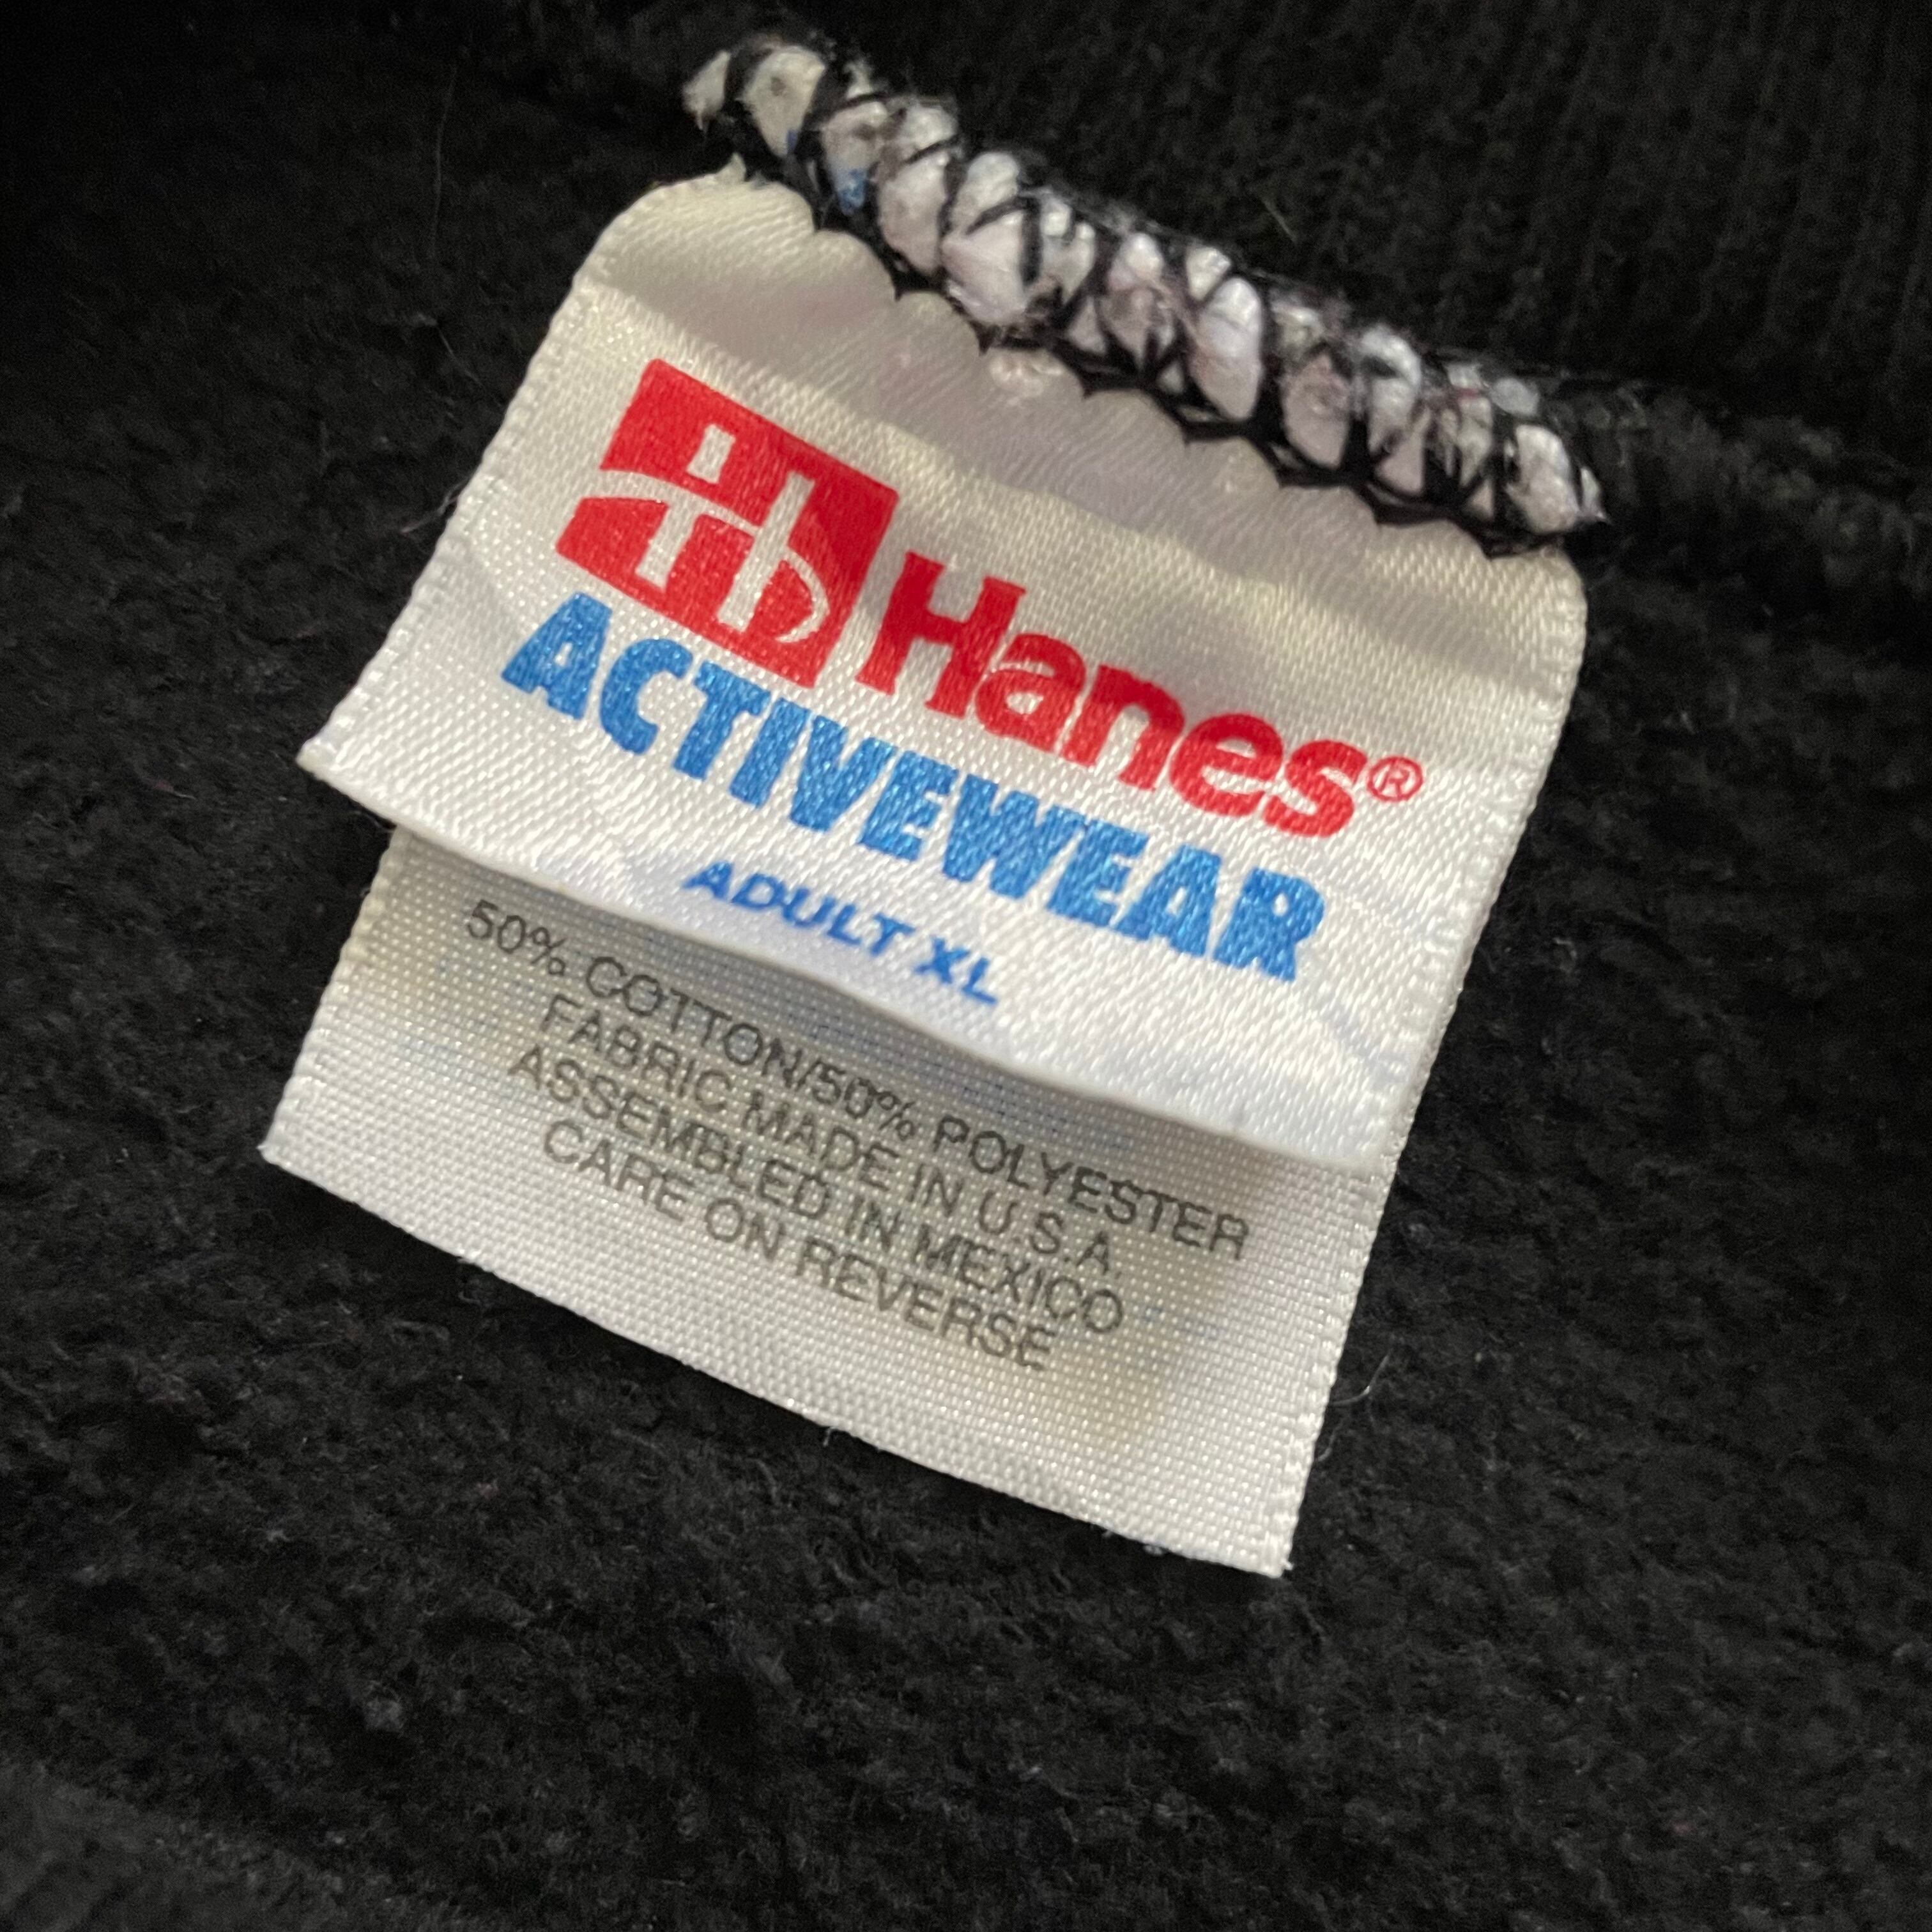 Hanes®
ACTIVEWEAR
ADULT XL
50% COTTON/50% POLYESTER
FABRIC MADE IN U.S.A.
ASSEMBLED IN MEXICO
CARE ON REVERSE